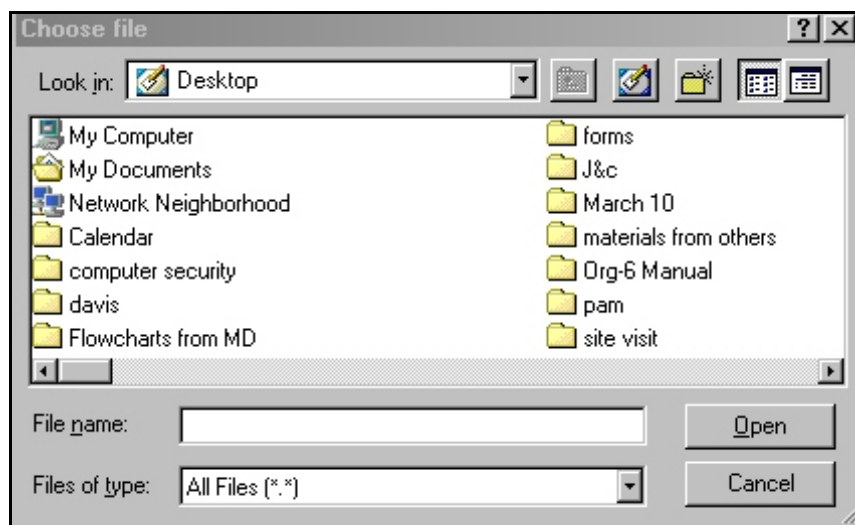 Choose file
Look in: Desktop
My Computer
My Documents
Network Neighborhood
Calendar
computer security
davis
Flowcharts from MD
forms
J&c
March 10
materials from others
Org-6 Manual
pam
site visit
File name:
Open
Files of type: All Files (*.*)
Cancel